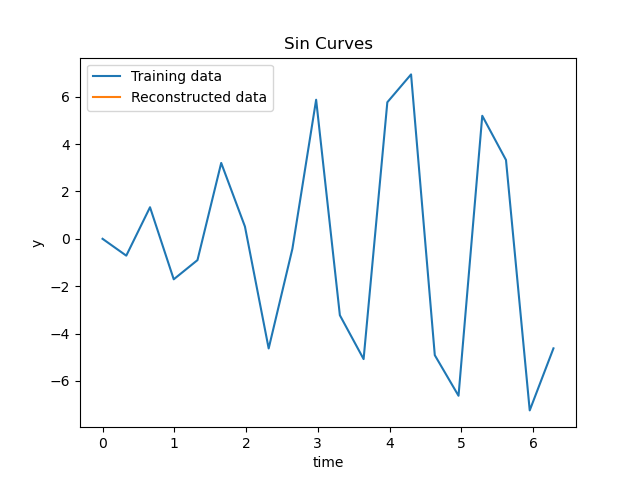 Sin Curves
Training data
Reconstructed data
6
4
2
0
−2
−4
−6
y
0 1 2 3 4 5 6
time